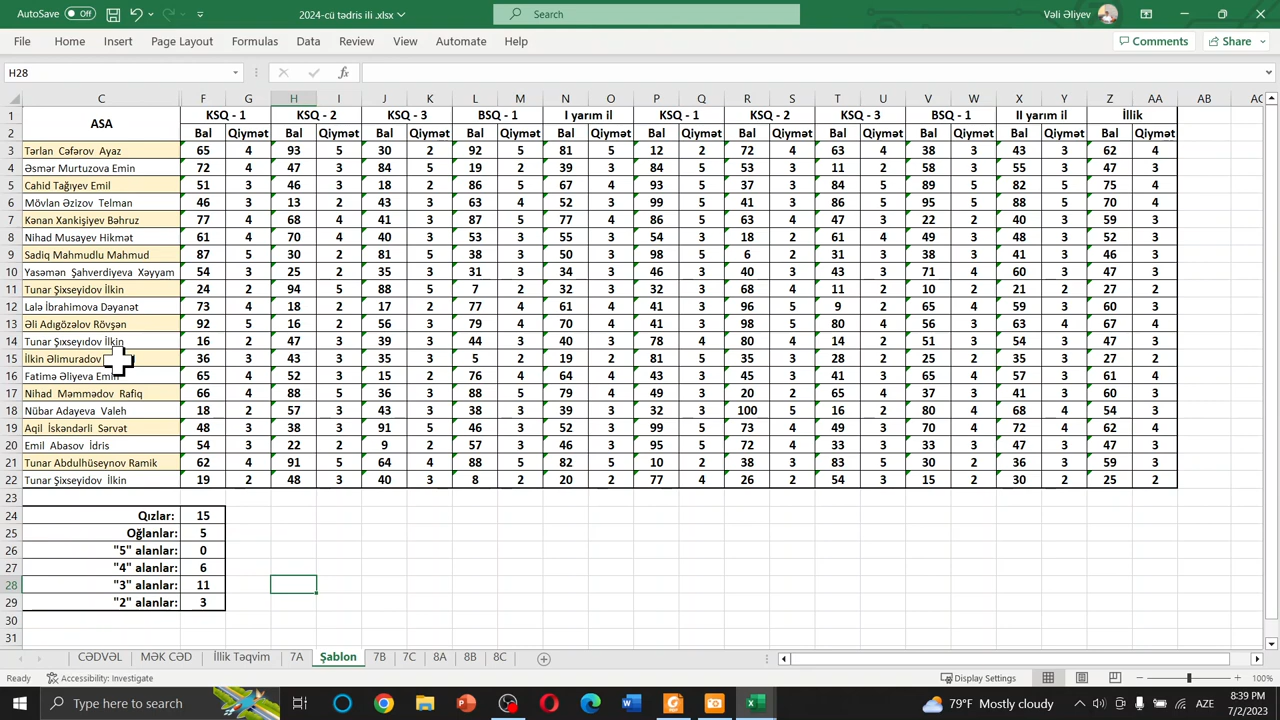 AutoSave Off 2024-cü tədris ili .xlsx Search Vəli Əliyev
File Home Insert Page Layout Formulas Data Review View Automate Help Comments Share
H28 fx
C F G H I J K L M N O P Q R S T U V W X Y Z AA AB AC
1 ASA KSQ - 1 KSQ - 2 KSQ - 3 BSQ - 1 I yarım il KSQ - 1 KSQ - 2 KSQ - 3 BSQ - 1 II yarım il İllik
2 Bal Qiymət Bal Qiymət Bal Qiymət Bal Qiymət Bal Qiymət Bal Qiymət Bal Qiymət Bal Qiymət Bal Qiymət Bal Qiymət Bal Qiymət
3 Tərlan Cəfərov Ayaz 65 4 93 5 30 2 92 5 81 5 12 2 72 4 63 4 38 3 43 3 62 4
4 Əsmər Murtuzova Emin 72 4 47 3 84 5 19 2 39 3 84 5 53 3 11 2 58 3 55 3 47 3
5 Cahid Tağıyev Emil 51 3 46 3 18 2 86 5 67 4 93 5 37 3 84 5 89 5 82 5 75 4
6 Mövlan Əzizov Telman 46 3 13 2 43 3 63 4 52 3 99 5 41 3 86 5 95 5 88 5 70 4
7 Kənan Xankişiyev Bəhruz 77 4 68 4 41 3 87 5 77 4 86 5 63 4 47 3 22 2 40 3 59 3
8 Nihad Musayev Hikmət 61 4 70 4 40 3 53 3 55 3 54 3 18 2 61 4 49 3 48 3 52 3
9 Sadiq Mahmudlu Mahmud 87 5 30 2 81 5 38 3 50 3 98 5 6 2 31 3 38 3 41 3 46 3
10 Yasəmən Şahverdiyeva Xəyyam 54 3 25 2 35 3 31 3 34 3 46 3 40 3 43 3 71 4 60 3 47 3
11 Tunar Şixseyidov İlkin 24 2 94 5 88 5 7 2 32 3 32 3 68 4 11 2 10 2 21 2 27 2
12 Lalə İbrahimova Dəyanət 73 4 18 2 17 2 77 4 61 4 41 3 96 5 9 2 65 4 59 3 60 3
13 Əli Adıgözəlov Rövşən 92 5 16 2 56 3 79 4 70 4 41 3 98 5 80 4 56 3 63 4 67 4
14 Tunar Şıxseyıdov İlkin 16 2 47 3 39 3 44 3 40 3 78 4 80 4 14 2 51 3 54 3 47 3
15 İlkin Əlimuradov 36 3 43 3 35 3 5 2 19 2 81 5 35 3 28 2 25 2 35 3 27 2
16 Fatimə Əliyeva Emin 65 4 52 3 15 2 76 4 64 4 43 3 45 3 41 3 65 4 57 3 61 4
17 Nihad Məmmədov Rafiq 66 4 88 5 36 3 88 5 79 4 49 3 20 2 65 4 37 3 41 3 60 3
18 Nübar Adayeva Valeh 18 2 57 3 43 3 38 3 39 3 32 3 100 5 16 2 80 4 68 4 54 3
19 Aqil İskəndərli Sərvət 48 3 38 3 91 5 46 3 52 3 99 5 73 4 49 3 70 4 72 4 62 4
20 Emil Abasov İdris 54 3 22 2 9 2 57 3 46 3 95 5 72 4 33 3 33 3 47 3 47 3
21 Tunar Abdulhüseynov Ramik 62 4 91 5 64 4 88 5 82 5 10 2 38 3 83 5 30 2 36 3 59 3
22 Tunar Şixseyidov İlkin 19 2 48 3 40 3 8 2 20 2 77 4 26 2 54 3 15 2 30 2 25 2
23
24 Qızlar: 15
25 Oğlanlar: 5
26 "5" alanlar: 0
27 "4" alanlar: 6
28 "3" alanlar: 11
29 "2" alanlar: 3
30
31
CƏDVƏL MƏK CƏD İllik Təqvim 7A Şablon 7B 7C 8A 8B 8C
Ready Accessibility: Investigate Display Settings 100%
Type here to search 79°F Mostly cloudy AZE 8:39 PM
7/2/2023